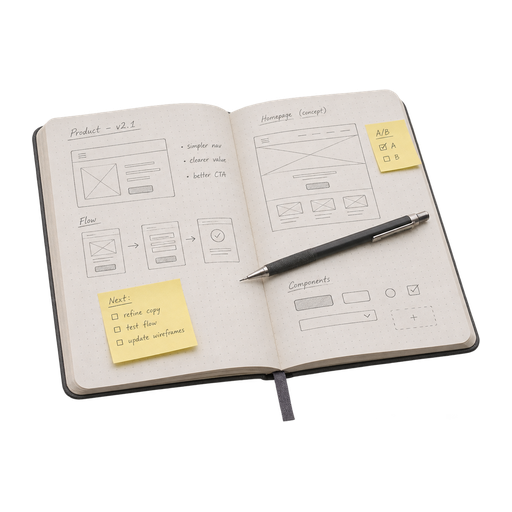 Product - v2.1
• simpler nav
• clearer value
• better CTA
Flow
Next:
refine copy
test flow
update wireframes
Homepage (concept)
A/B
A
B
Components